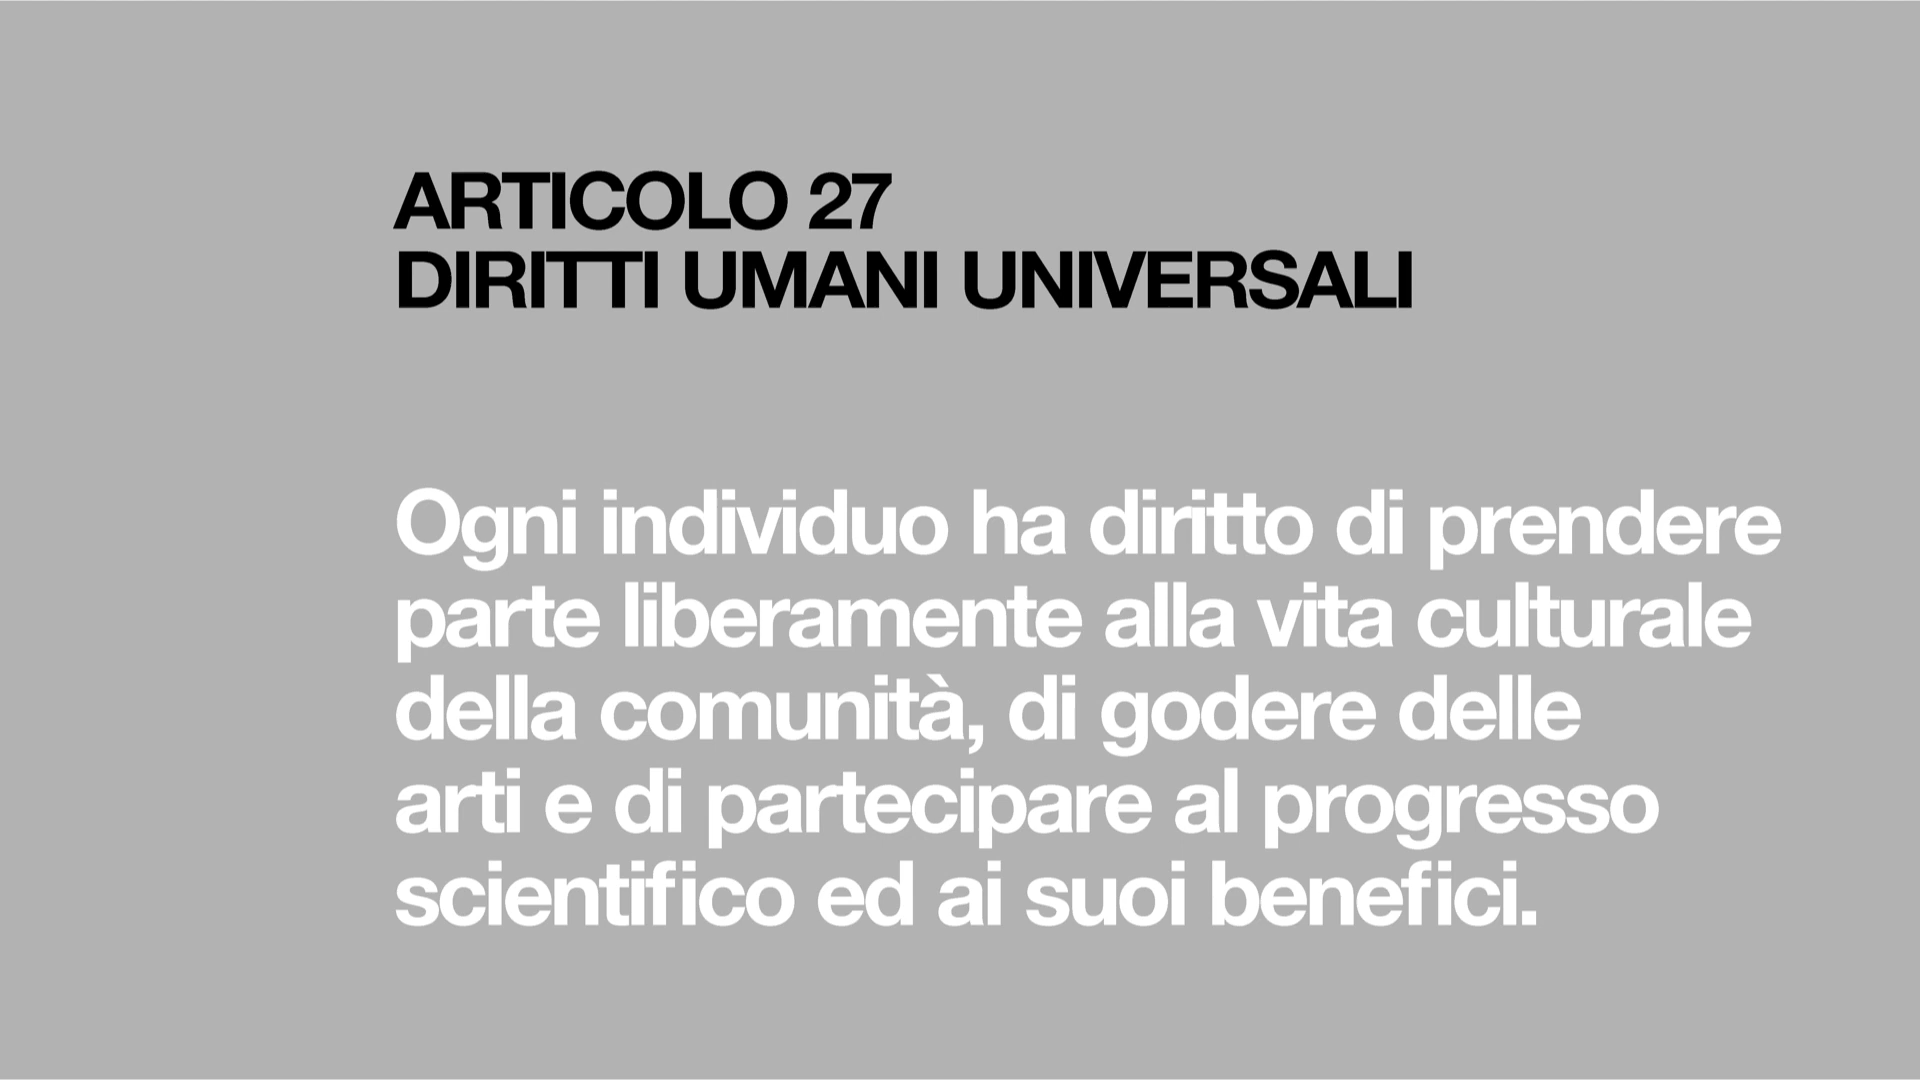 ARTICOLO 27
DIRITTI UMANI UNIVERSALI
Ogni individuo ha diritto di prendere
parte liberamente alla vita culturale
della comunità, di godere delle
arti e di partecipare al progresso
scientifico ed ai suoi benefici.